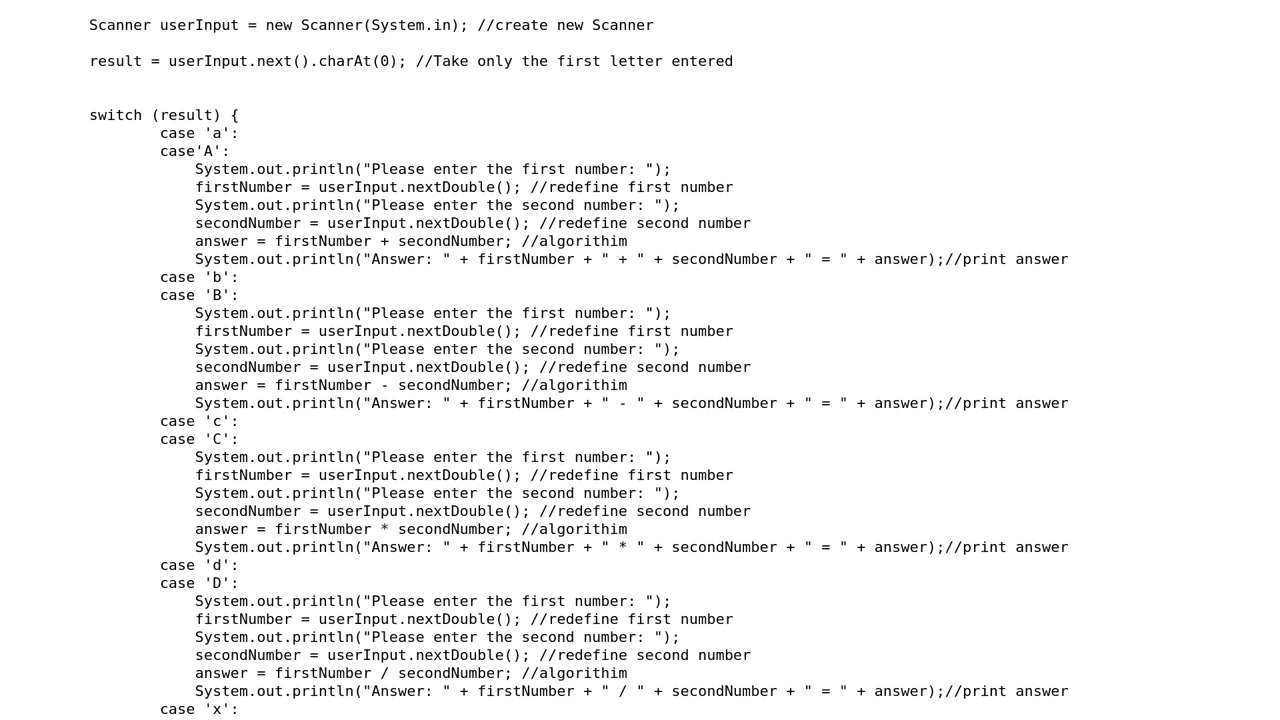 Scanner userInput = new Scanner(System.in); //create new Scanner
result = userInput.next().charAt(0); //Take only the first letter entered
switch (result) {
case 'a':
case'A':
System.out.println("Please enter the first number: ");
firstNumber = userInput.nextDouble(); //redefine first number
System.out.println("Please enter the second number: ");
secondNumber = userInput.nextDouble(); //redefine second number
answer = firstNumber + secondNumber; //algorithim
System.out.println("Answer: " + firstNumber + " + " + secondNumber + " = " + answer);//print answer
case 'b':
case 'B':
System.out.println("Please enter the first number: ");
firstNumber = userInput.nextDouble(); //redefine first number
System.out.println("Please enter the second number: ");
secondNumber = userInput.nextDouble(); //redefine second number
answer = firstNumber - secondNumber; //algorithim
System.out.println("Answer: " + firstNumber + " - " + secondNumber + " = " + answer);//print answer
case 'c':
case 'C':
System.out.println("Please enter the first number: ");
firstNumber = userInput.nextDouble(); //redefine first number
System.out.println("Please enter the second number: ");
secondNumber = userInput.nextDouble(); //redefine second number
answer = firstNumber * secondNumber; //algorithim
System.out.println("Answer: " + firstNumber + " * " + secondNumber + " = " + answer);//print answer
case 'd':
case 'D':
System.out.println("Please enter the first number: ");
firstNumber = userInput.nextDouble(); //redefine first number
System.out.println("Please enter the second number: ");
secondNumber = userInput.nextDouble(); //redefine second number
answer = firstNumber / secondNumber; //algorithim
System.out.println("Answer: " + firstNumber + " / " + secondNumber + " = " + answer);//print answer
case 'x':